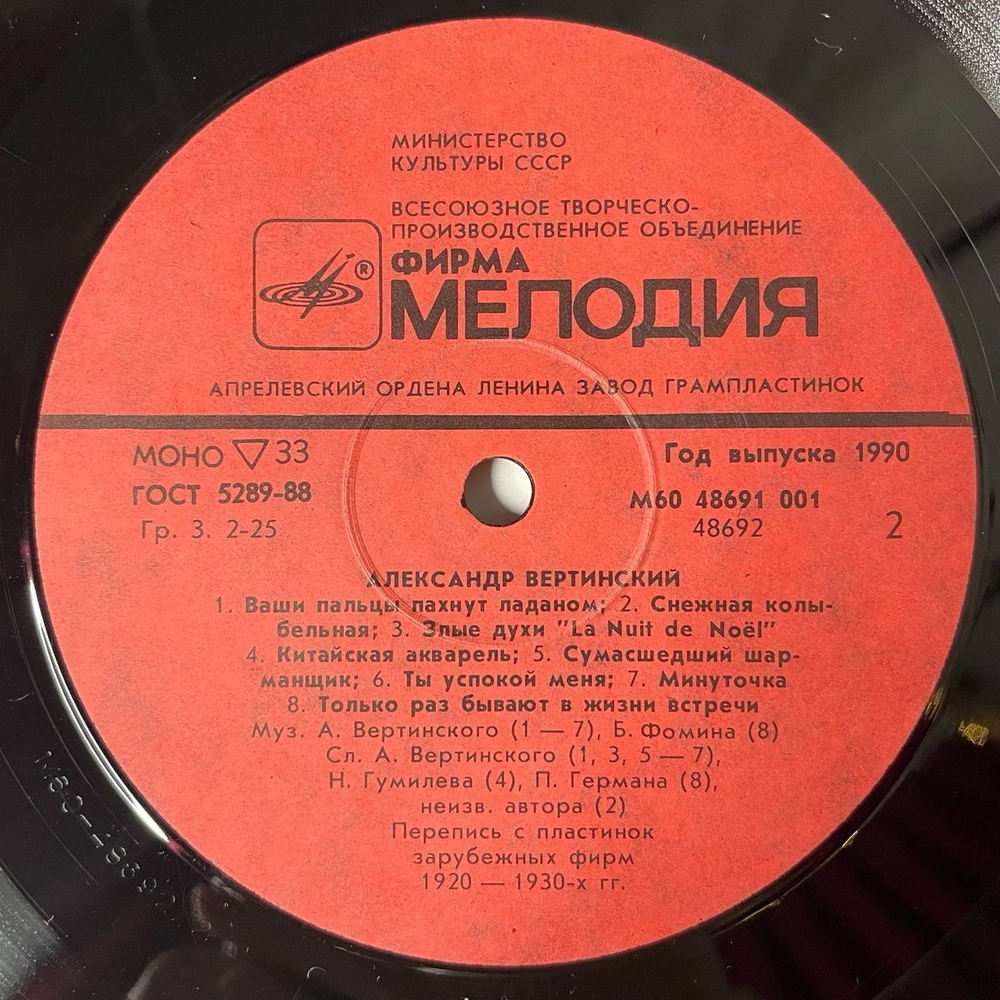 МИНИСТЕРСТВО
КУЛЬТУРЫ СССР
ВСЕСОЮЗНОЕ ТВОРЧЕСКО-
ПРОИЗВОДСТВЕННОЕ ОБЪЕДИНЕНИЕ
ФИРМА
®
МЕЛОДИЯ
АПРЕЛЕВСКИЙ ОРДЕНА ЛЕНИНА ЗАВОД ГРАМПЛАСТИНОК
МОНО ▽ 33
Год выпуска 1990
ГОСТ 5289-88
М60 48691 001
Гр. 3. 2-25
48692
2
АЛЕКСАНДР ВЕРТИНСКИЙ
1. Ваши пальцы пахнут ладаном; 2. Снежная колы-
бельная; 3. Злые духи "La Nuit de Noël"
4. Китайская акварель; 5. Сумасшедший шар-
манщик; 6. Ты успокой меня; 7. Минуточка
8. Только раз бывают в жизни встречи
Муз. А. Вертинского (1 — 7), Б. Фомина (8)
Сл. А. Вертинского (1, 3, 5 — 7),
Н. Гумилева (4), П. Германа (8),
неизв. автора (2)
Перепись с пластинок
зарубежных фирм
1920 — 1930-х гг.